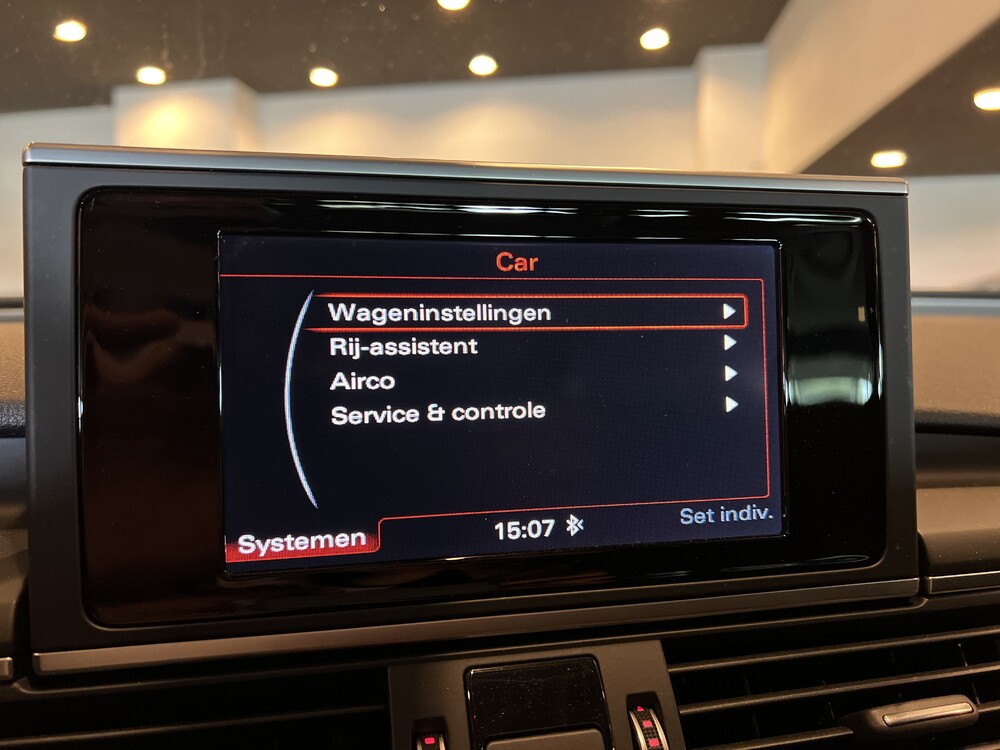 Car
Wageninstellingen
Rij-assistent
Airco
Service & controle
Systemen
15:07
Set indiv.